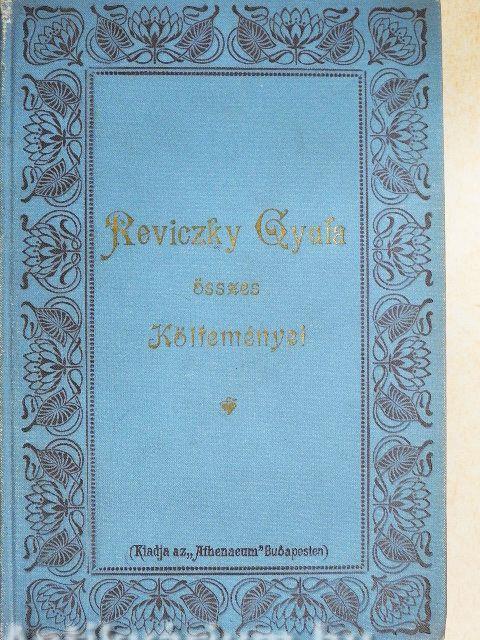 Reviczky Gyula
összes
Költeményei
(Kiadja az „Athenaeum" Budapesten)